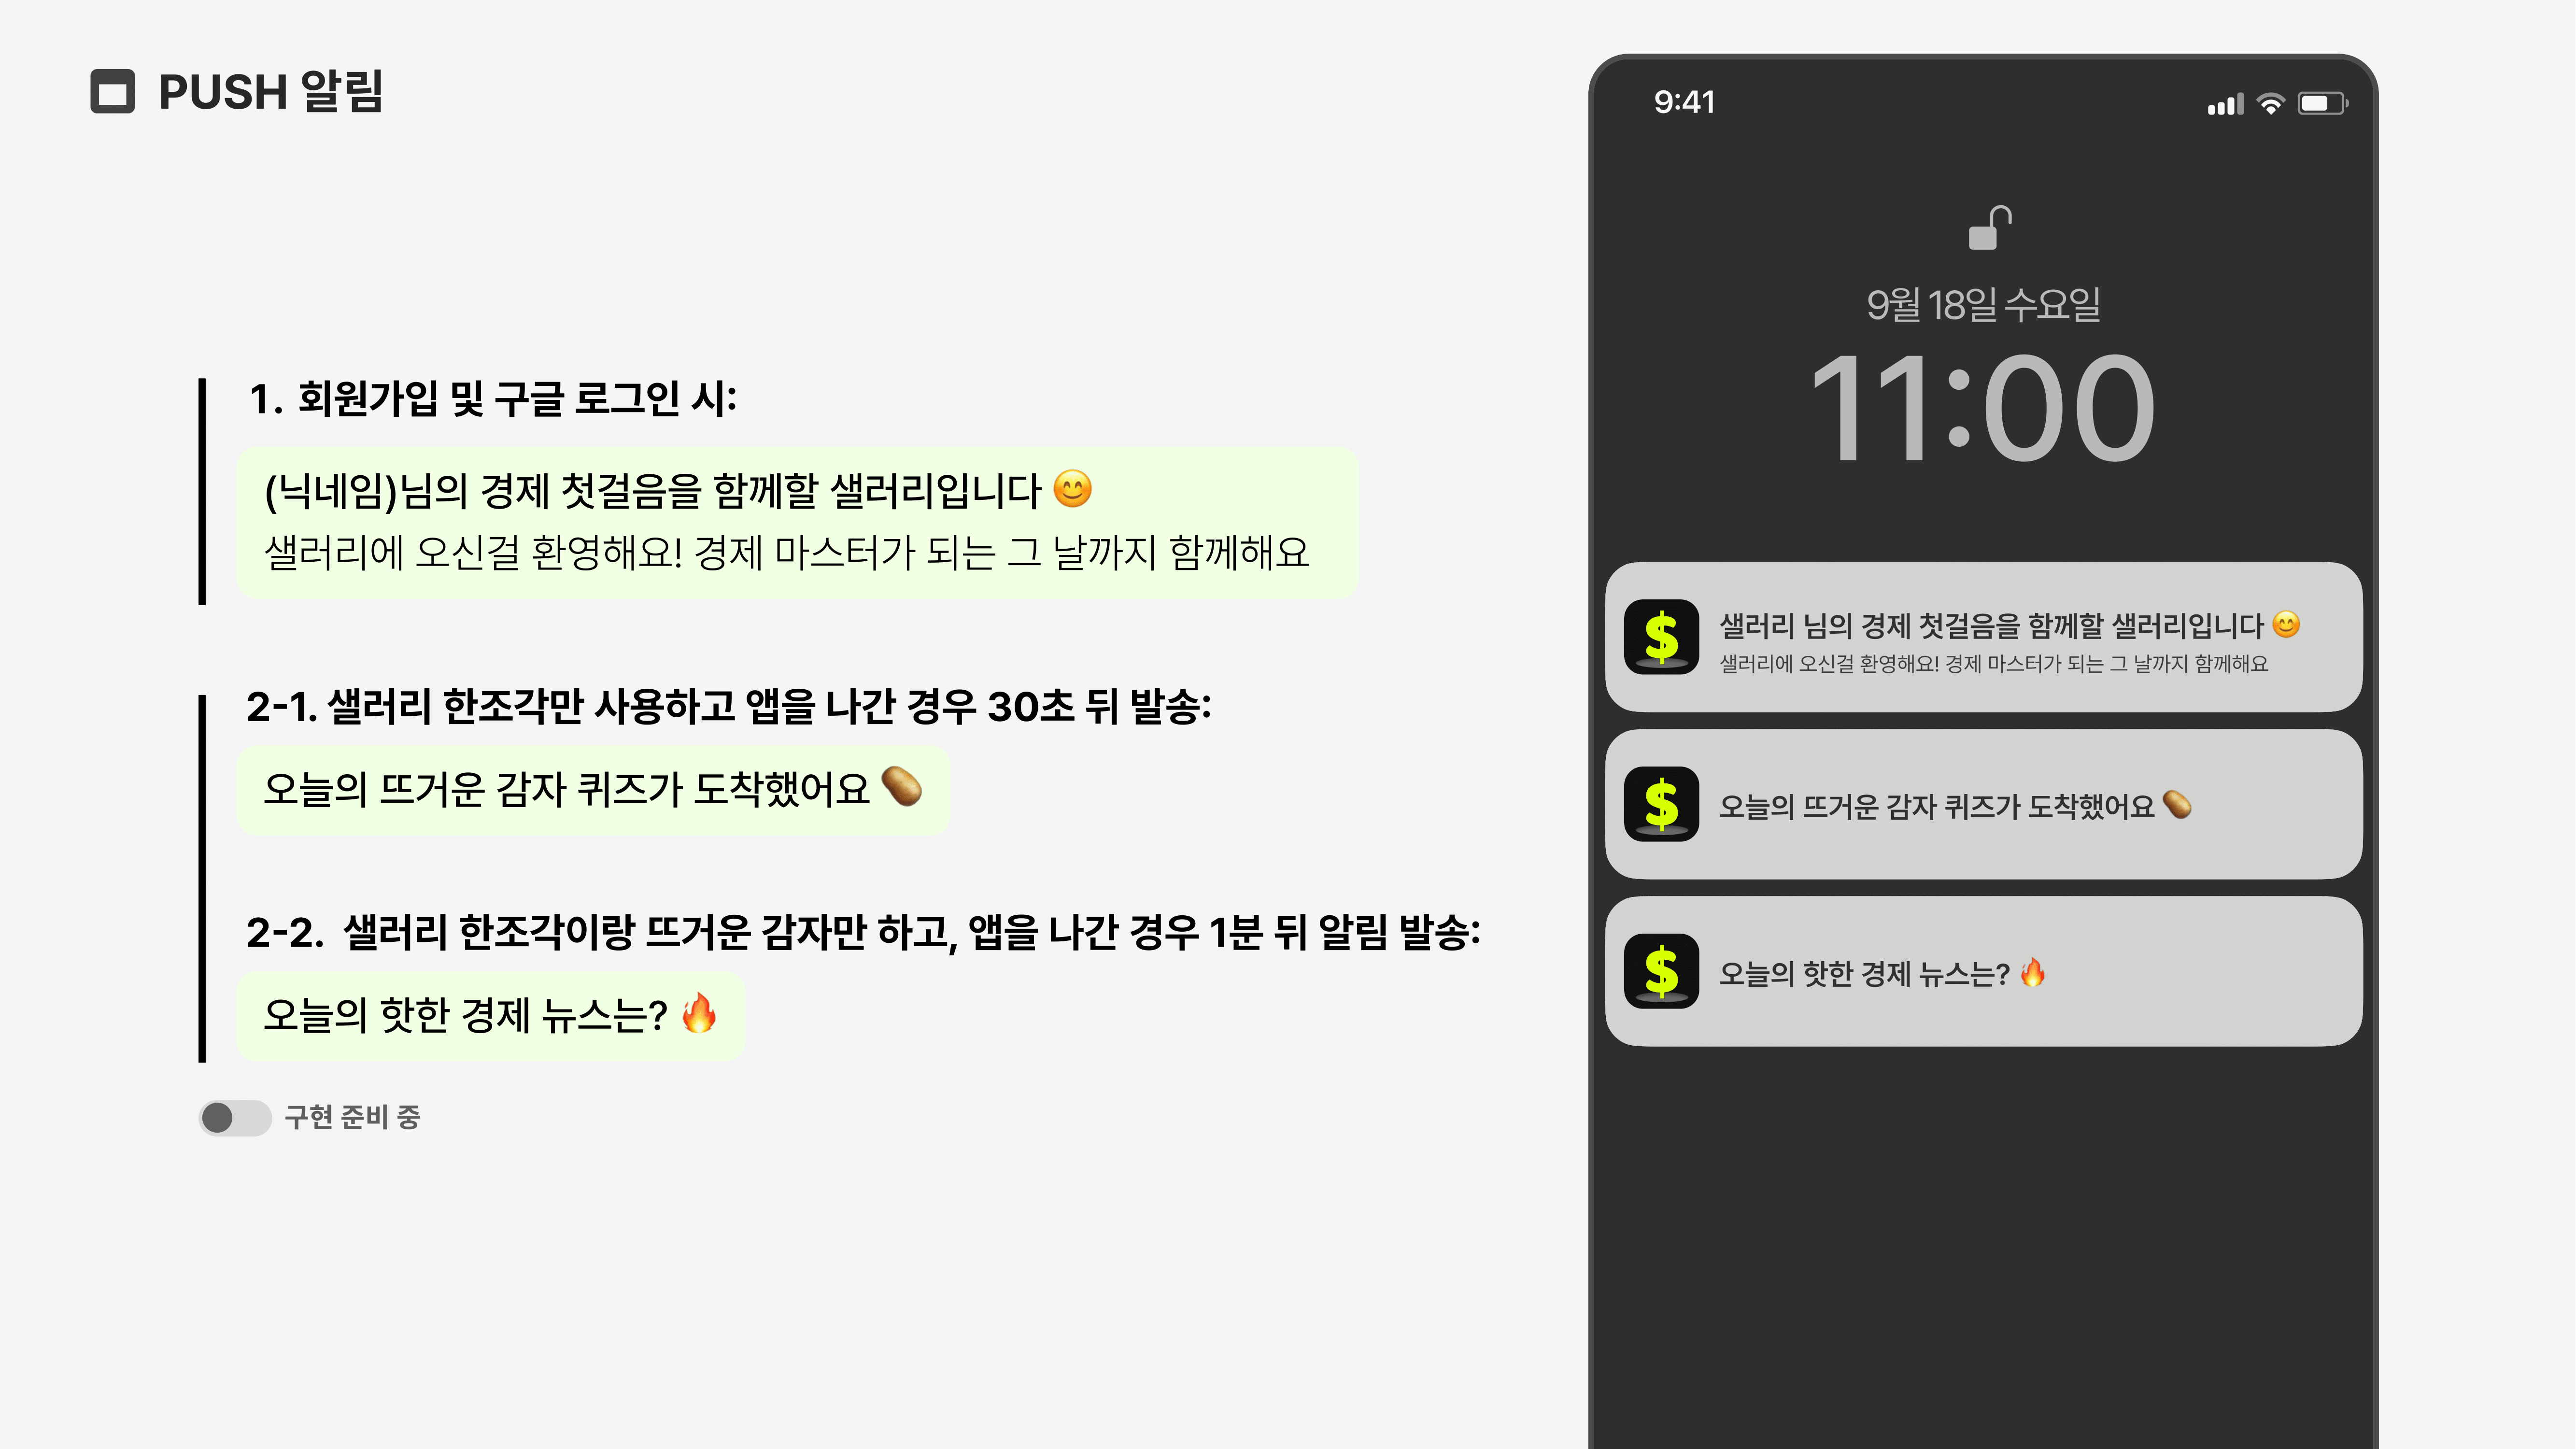 PUSH 알림
1. 회원가입 및 구글 로그인 시:
(닉네임)님의 경제 첫걸음을 함께할 샐러리입니다 😊
샐러리에 오신걸 환영해요! 경제 마스터가 되는 그 날까지 함께해요
2-1. 샐러리 한조각만 사용하고 앱을 나간 경우 30초 뒤 발송:
오늘의 뜨거운 감자 퀴즈가 도착했어요 🥔
2-2. 샐러리 한조각이랑 뜨거운 감자만 하고, 앱을 나간 경우 1분 뒤 알림 발송:
오늘의 핫한 경제 뉴스는? 🔥
구현 준비 중
9:41
9월 18일 수요일
11:00
샐러리 님의 경제 첫걸음을 함께할 샐러리입니다 😊
샐러리에 오신걸 환영해요! 경제 마스터가 되는 그 날까지 함께해요
오늘의 뜨거운 감자 퀴즈가 도착했어요 🥔
오늘의 핫한 경제 뉴스는? 🔥